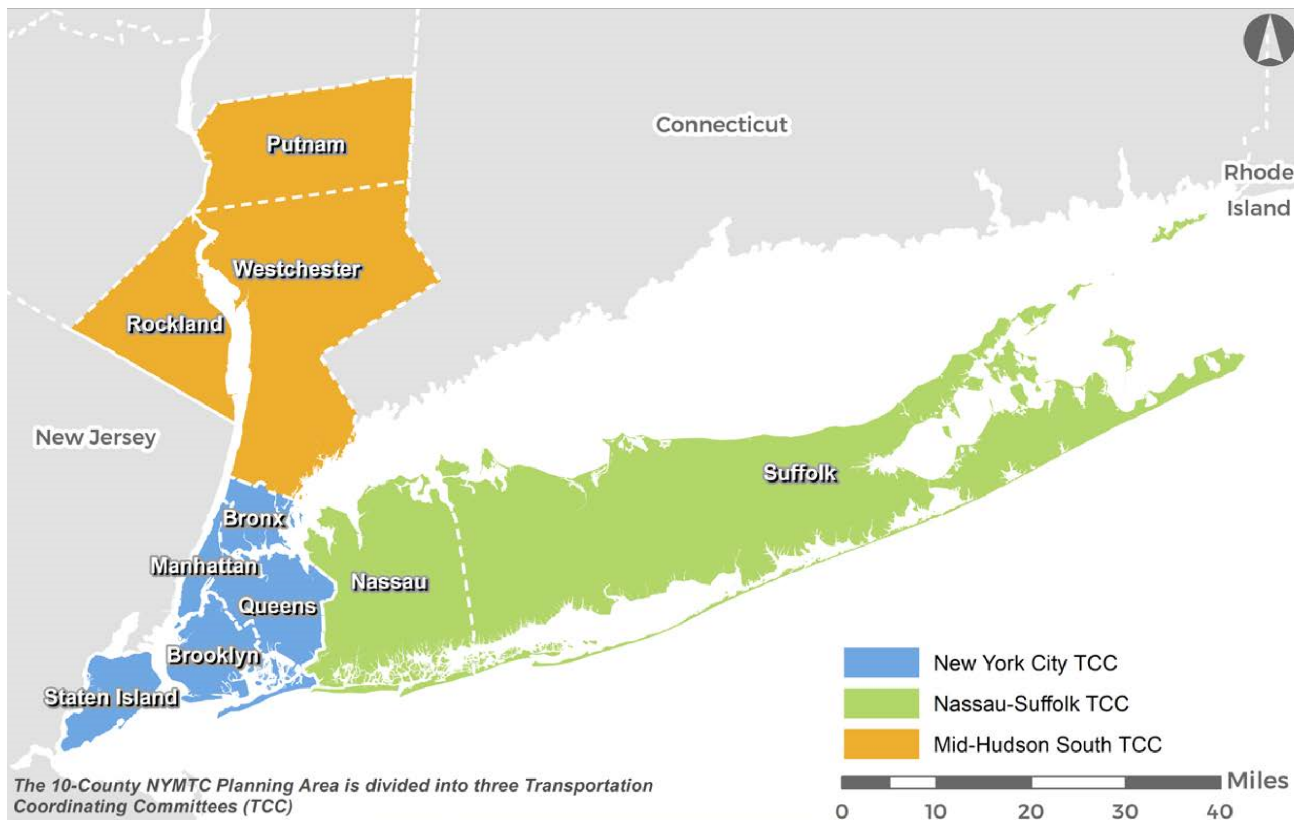 Connecticut
Rhode
Island
Putnam
Westchester
Rockland
New Jersey
Suffolk
Bronx
Manhattan
Nassau
Queens
Brooklyn
Staten Island
New York City TCC
Nassau-Suffolk TCC
Mid-Hudson South TCC
The 10-County NYMTC Planning Area is divided into three Transportation
Coordinating Committees (TCC)
Miles
0 10 20 30 40